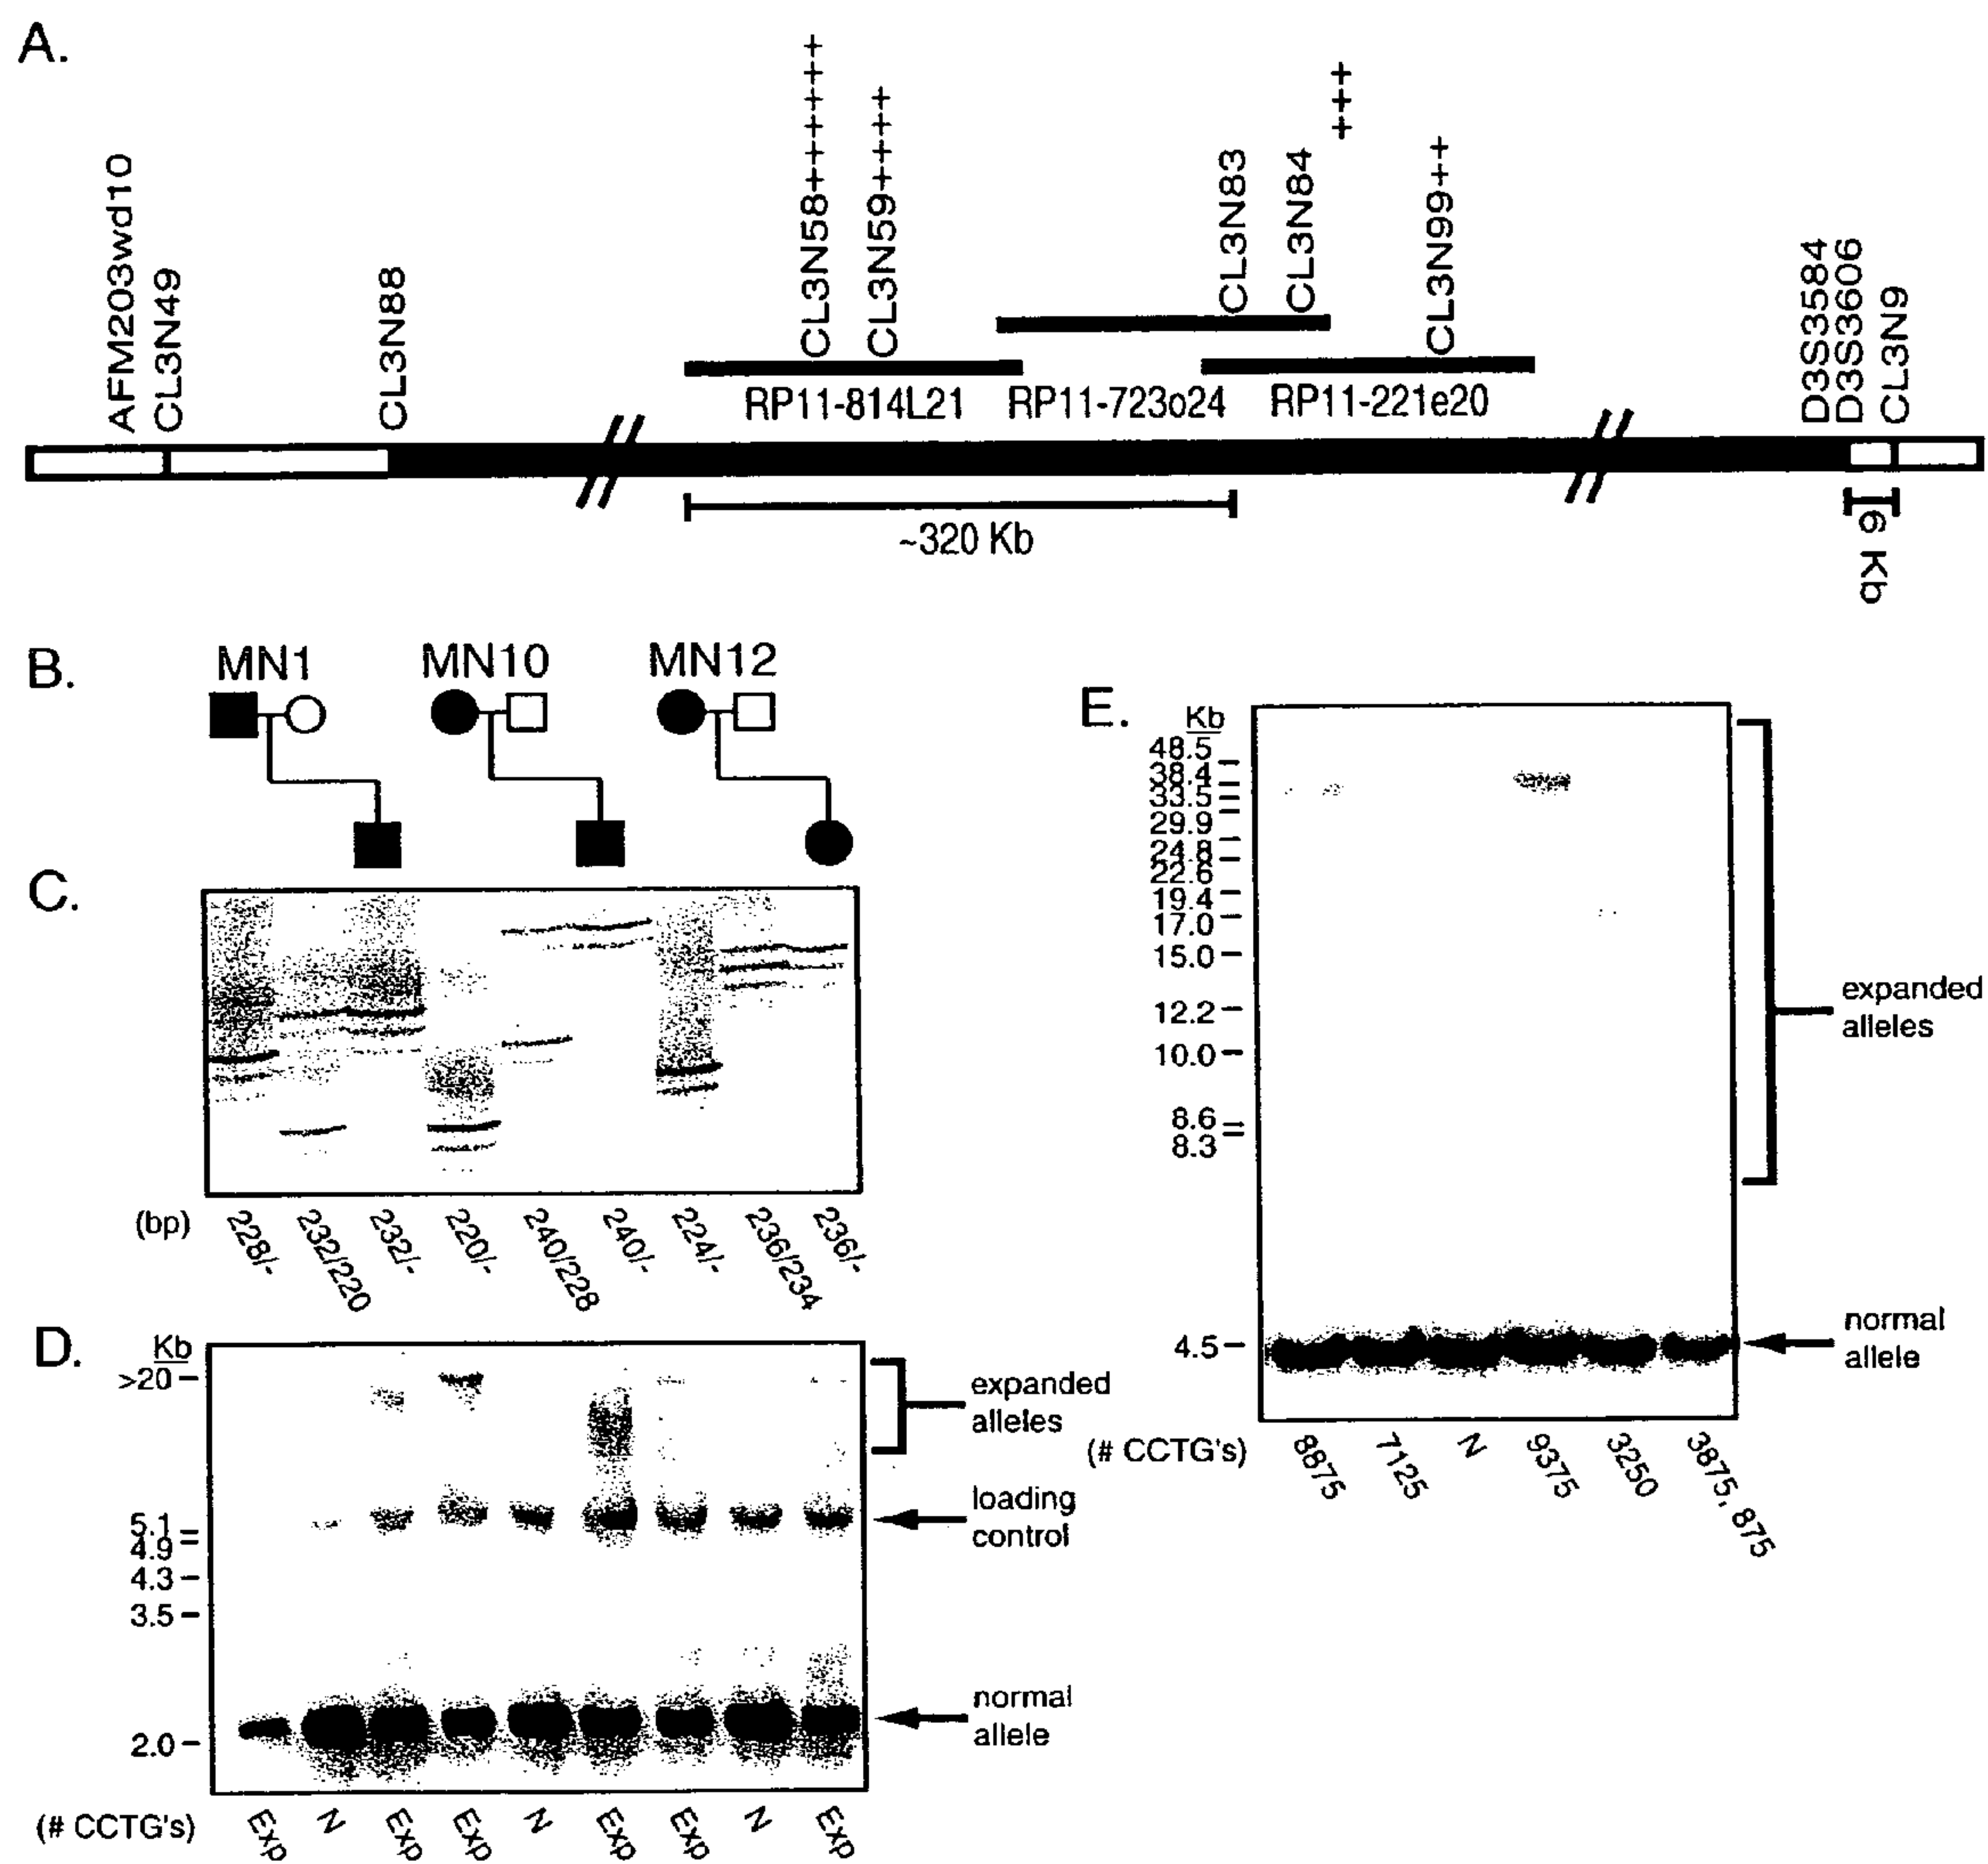 A.
AFM203wd10
CL3N49
CL3N88
CL3N58++++++
CL3N59++++
CL3N83
CL3N84
+++
CL3N99++
D3S3584
D3S3606
CL3N9
RP11-814L21
RP11-723o24
RP11-221e20
~320 Kb
6 Kb
B.
MN1
MN10
MN12
C.
(bp)
228/-
232/220
232/-
220/-
240/228
240/-
224/-
236/234
236/-
D.
Kb
>20
5.1
4.9
4.3
3.5
2.0
expanded
alleles
loading
control
normal
allele
(# CCTG's)
Exp
N
Exp
Exp
N
Exp
Exp
N
Exp
E.
Kb
48.5
38.4
33.5
29.9
24.8
22.6
19.4
17.0
15.0
12.2
10.0
8.6
8.3
4.5
expanded
alleles
normal
allele
(# CCTG's)
8875
7125
N
9375
3250
3875, 875